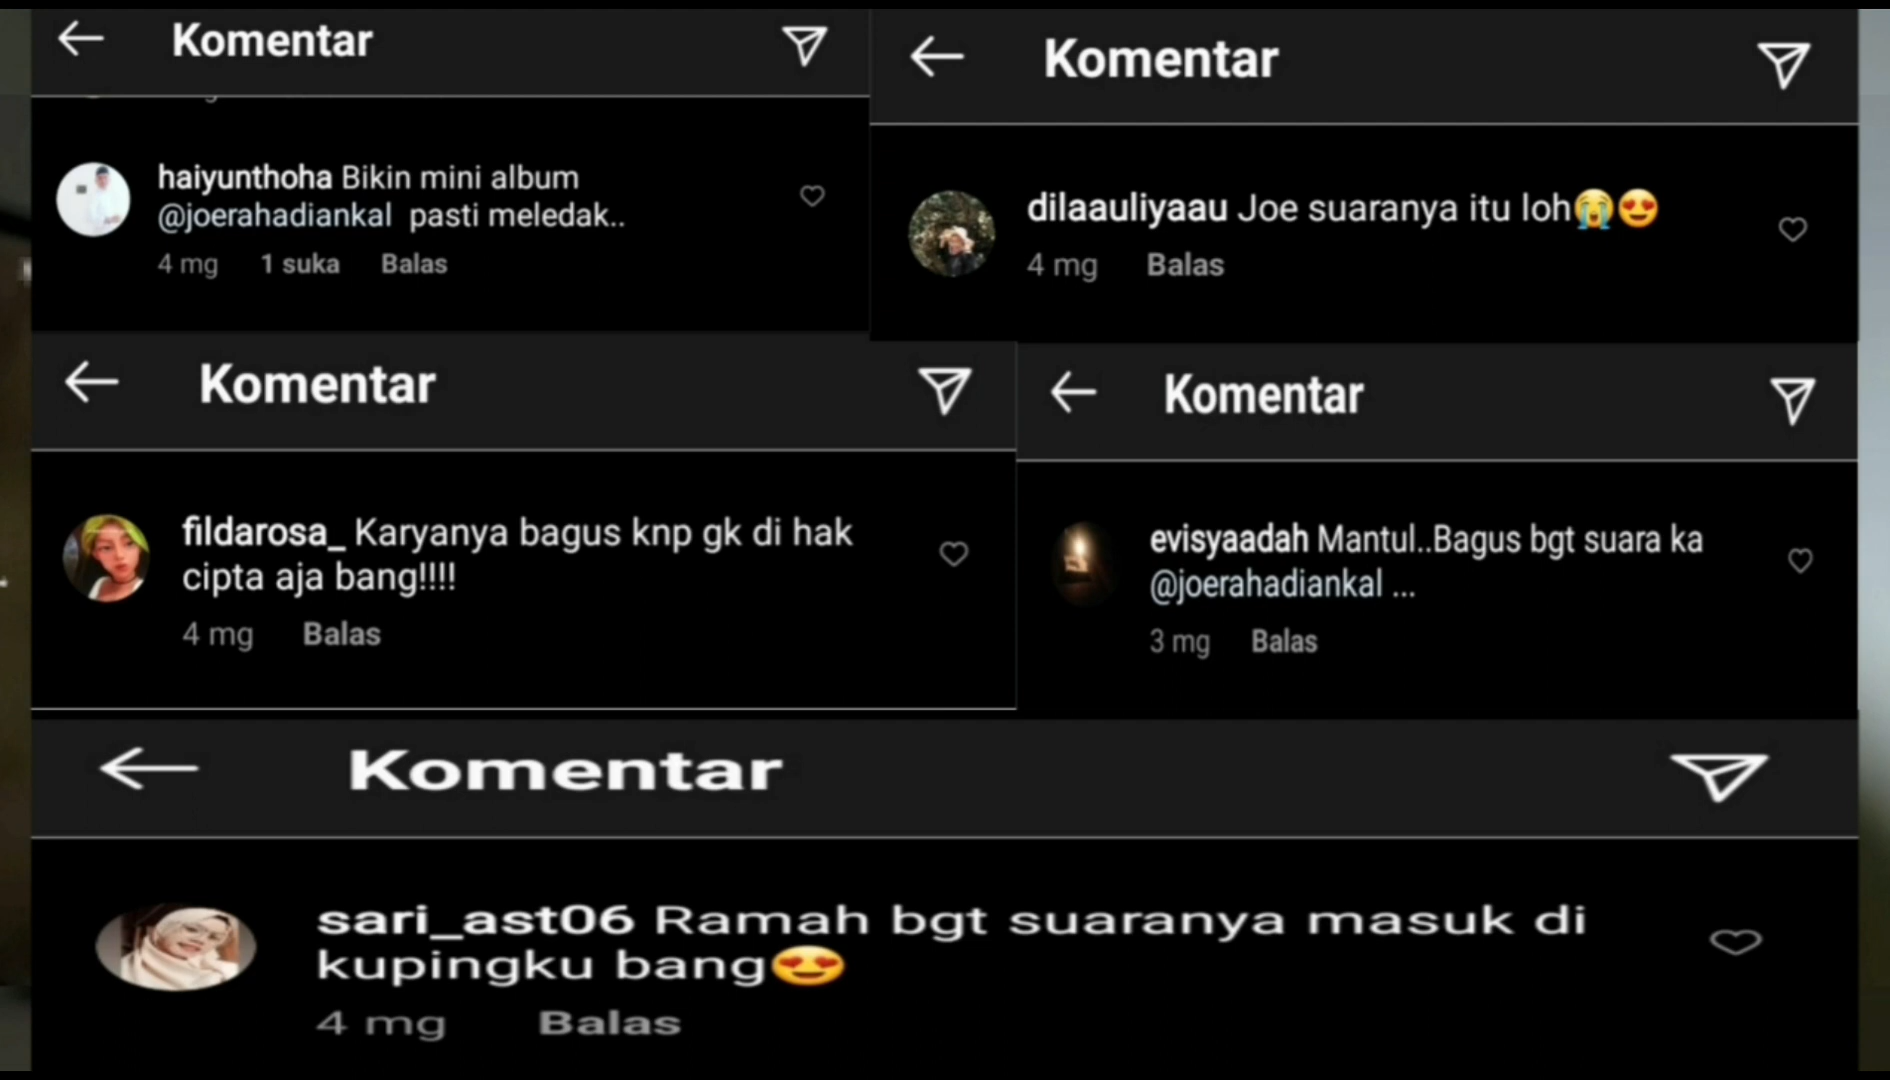 Komentar
haiyunthoha Bikin mini album
@joerahadiankal pasti meledak..
4 mg 1 suka Balas
Komentar
dilaauliyaau Joe suaranya itu loh😭😍
4 mg Balas
Komentar
fildarosa_ Karyanya bagus knp gk di hak
cipta aja bang!!!!
4 mg Balas
Komentar
evisyaadah Mantul..Bagus bgt suara ka
@joerahadiankal ...
3 mg Balas
Komentar
sari_ast06 Ramah bgt suaranya masuk di
kupingku bang😍
4 mg Balas